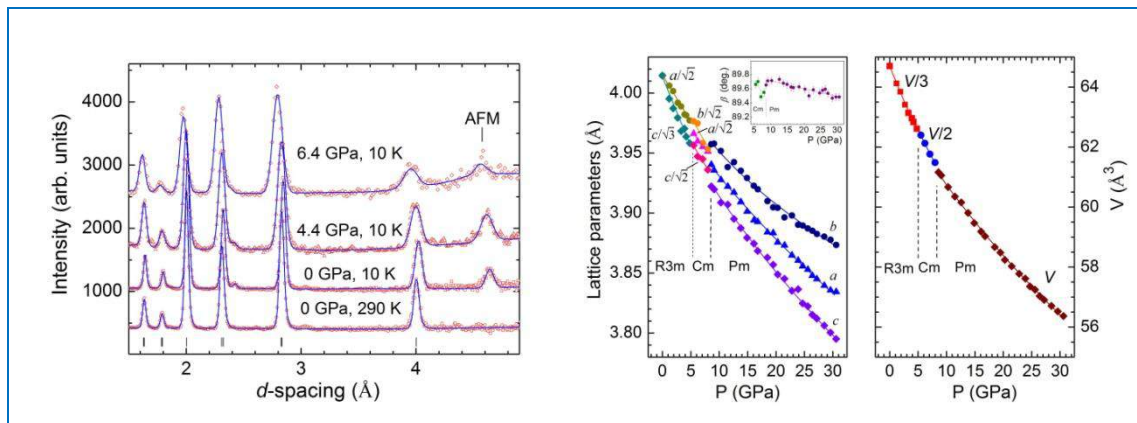 Intensity (arb. units)
4000
3000
2000
1000
AFM
6.4 GPa, 10 K
4.4 GPa, 10 K
0 GPa, 10 K
0 GPa, 290 K
2
3
4
d-spacing (Å)
Lattice parameters (Å)
4.00
3.95
3.90
3.85
3.80
a/√2
c/√3
b/√2
a/√2
c/√2
β (deg.)
89.8
89.6
89.4
Cm
Pm
5 10 15 20 25 30
P (GPa)
b
a
c
R3m
Cm
Pm
0 5 10 15 20 25 30
P (GPa)
V/3
V/2
V
R3m
Cm
Pm
0 5 10 15 20 25 30
P (GPa)
64
62
60
58
56
V (Å³)